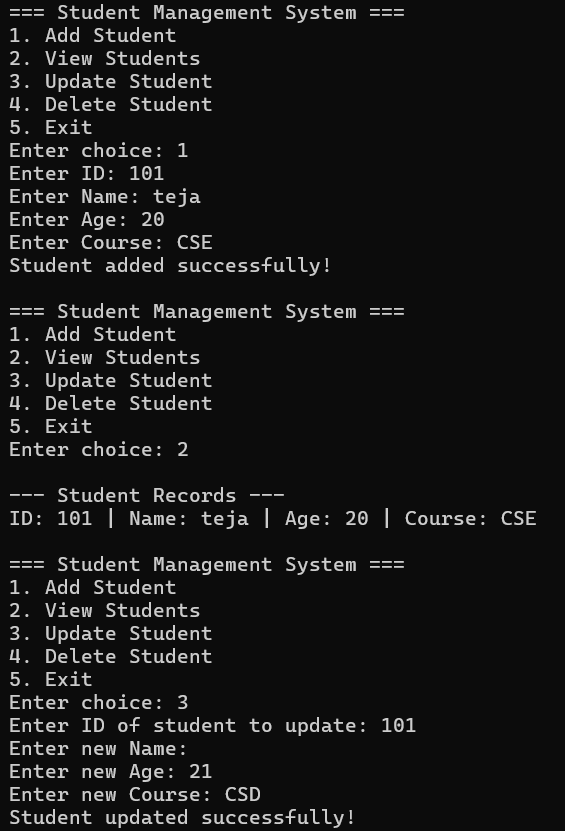 === Student Management System ===
1. Add Student
2. View Students
3. Update Student
4. Delete Student
5. Exit
Enter choice: 1
Enter ID: 101
Enter Name: teja
Enter Age: 20
Enter Course: CSE
Student added successfully!

=== Student Management System ===
1. Add Student
2. View Students
3. Update Student
4. Delete Student
5. Exit
Enter choice: 2

--- Student Records ---
ID: 101 | Name: teja | Age: 20 | Course: CSE

=== Student Management System ===
1. Add Student
2. View Students
3. Update Student
4. Delete Student
5. Exit
Enter choice: 3
Enter ID of student to update: 101
Enter new Name:
Enter new Age: 21
Enter new Course: CSD
Student updated successfully!